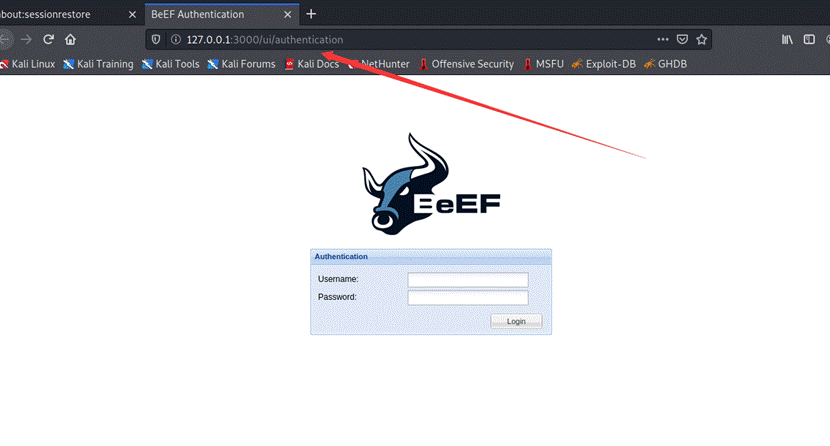 about:sessionrestore
BeEF Authentication
127.0.0.1:3000/ui/authentication
Kali Linux Kali Training Kali Tools Kali Forums Kali Docs NetHunter Offensive Security MSFU Exploit-DB GHDB
BeEF
Authentication
Username:
Password:
Login